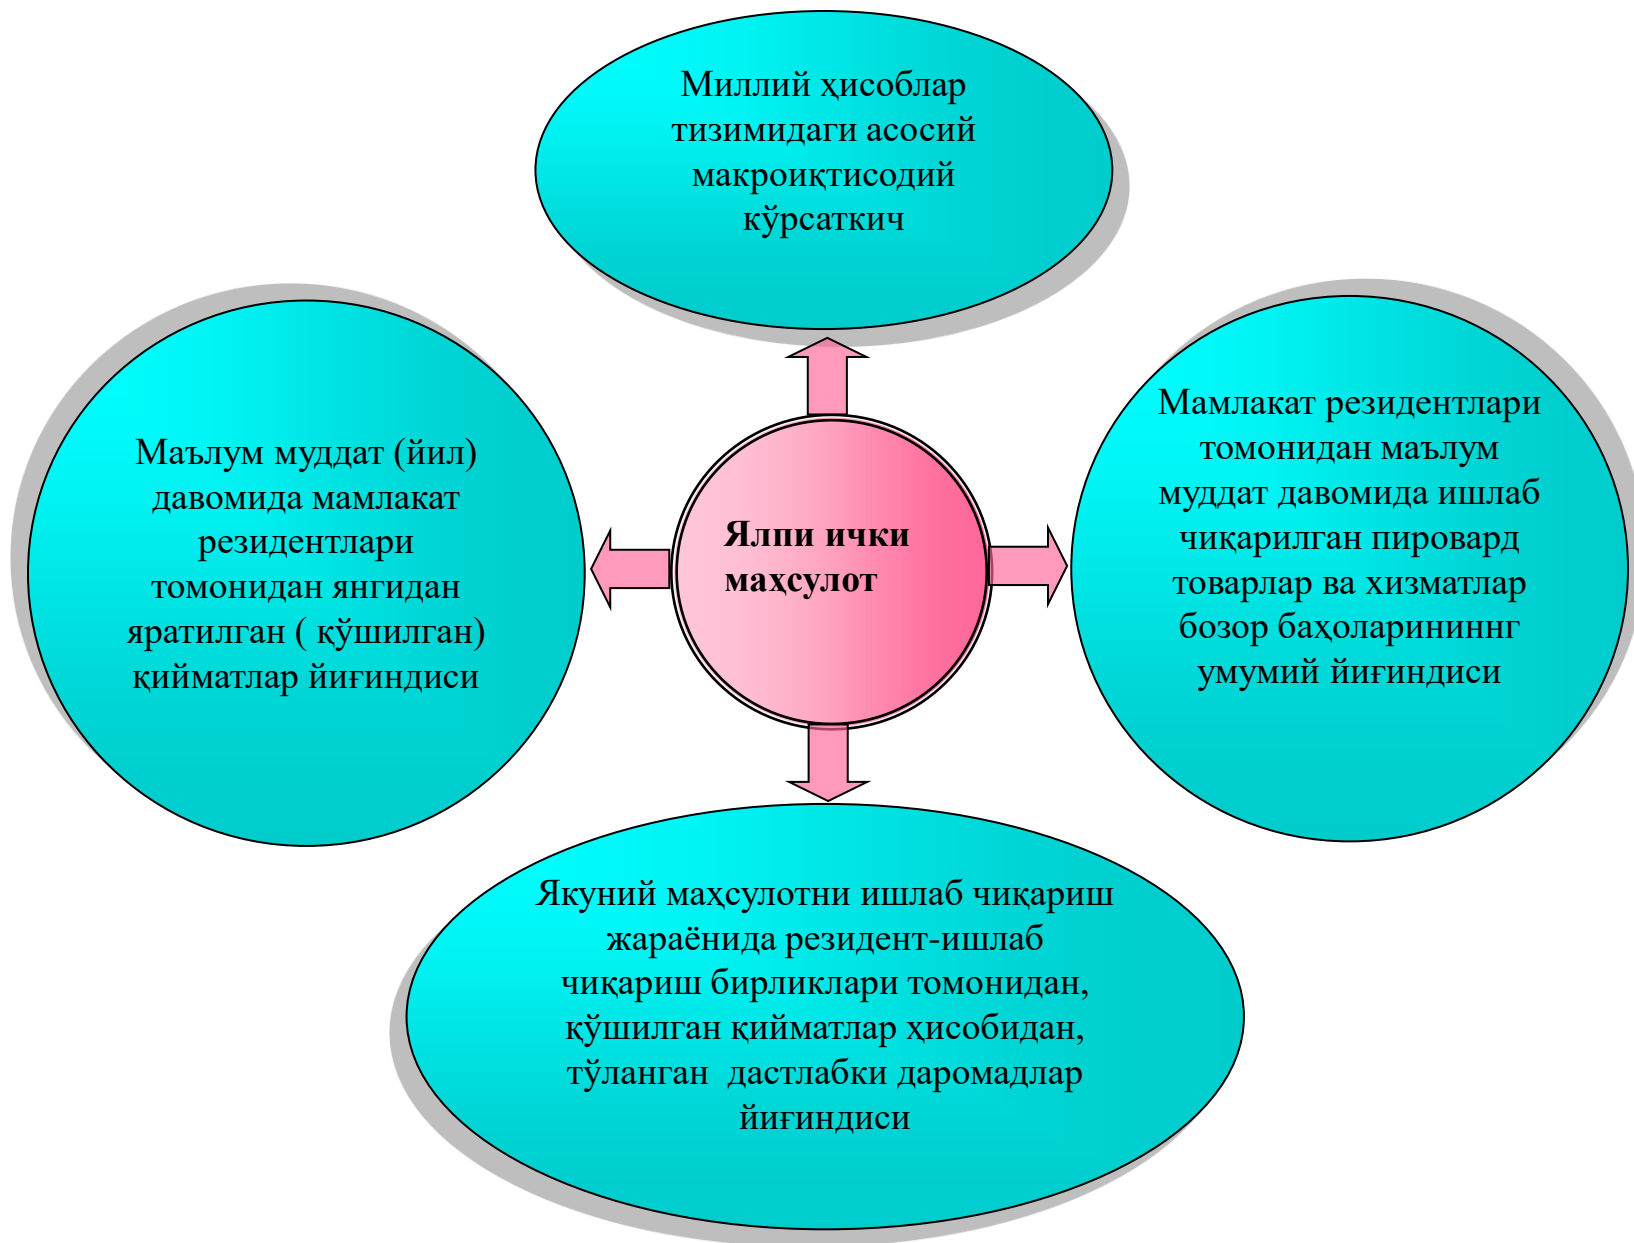 Миллий ҳисоблар
тизимидаги асосий
макроиқтисодий
кўрсаткич
Маълум муддат (йил)
давомида мамлакат
резидентлари
томонидан янгидан
яратилган ( қўшилган)
қийматлар йиғиндиси
Ялпи ички
маҳсулот
Мамлакат резидентлари
томонидан маълум
муддат давомида ишлаб
чиқарилган пировард
товарлар ва хизматлар
бозор баҳоларининнг
умумий йиғиндиси
Якуний маҳсулотни ишлаб чиқариш
жараёнида резидент-ишлаб
чиқариш бирликлари томонидан,
қўшилган қийматлар ҳисобидан,
тўланган  дастлабки даромадлар
йиғиндиси